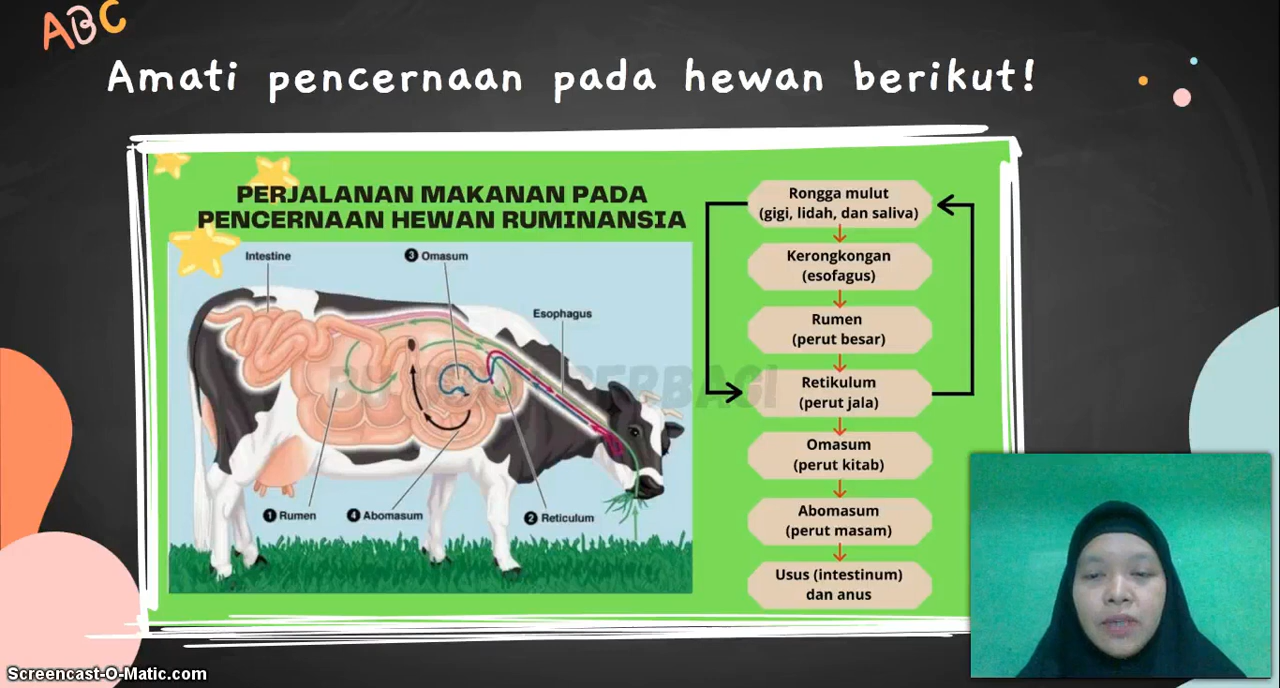 ABC
Amati pencernaan pada hewan berikut!
PERJALANAN MAKANAN PADA
PENCERNAAN HEWAN RUMINANSIA
Intestine
3 Omasum
Esophagus
1 Rumen
4 Abomasum
2 Reticulum
Rongga mulut
(gigi, lidah, dan saliva)
Kerongkongan
(esofagus)
Rumen
(perut besar)
Retikulum
(perut jala)
Omasum
(perut kitab)
Abomasum
(perut masam)
Usus (intestinum)
dan anus
Screencast-O-Matic.com